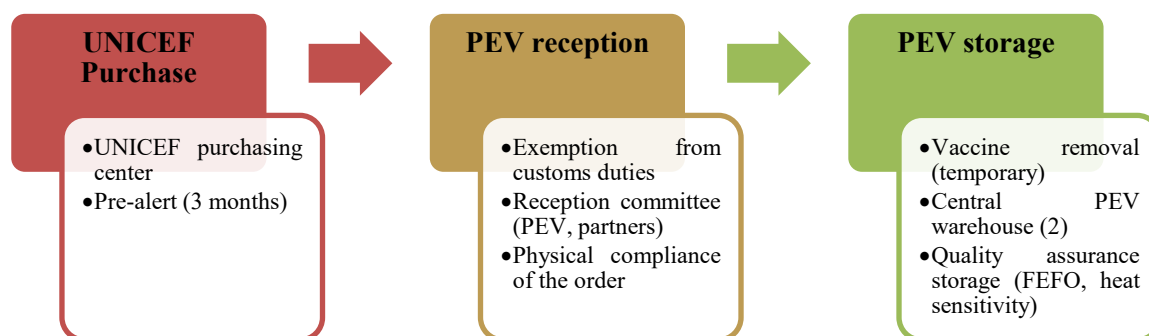 UNICEF
Purchase
•UNICEF purchasing
center
•Pre-alert (3 months)
PEV reception
•Exemption from
customs duties
•Reception committee
(PEV, partners)
•Physical compliance
of the order
PEV storage
•Vaccine removal
(temporary)
•Central PEV
warehouse (2)
•Quality assurance
storage (FEFO, heat
sensitivity)